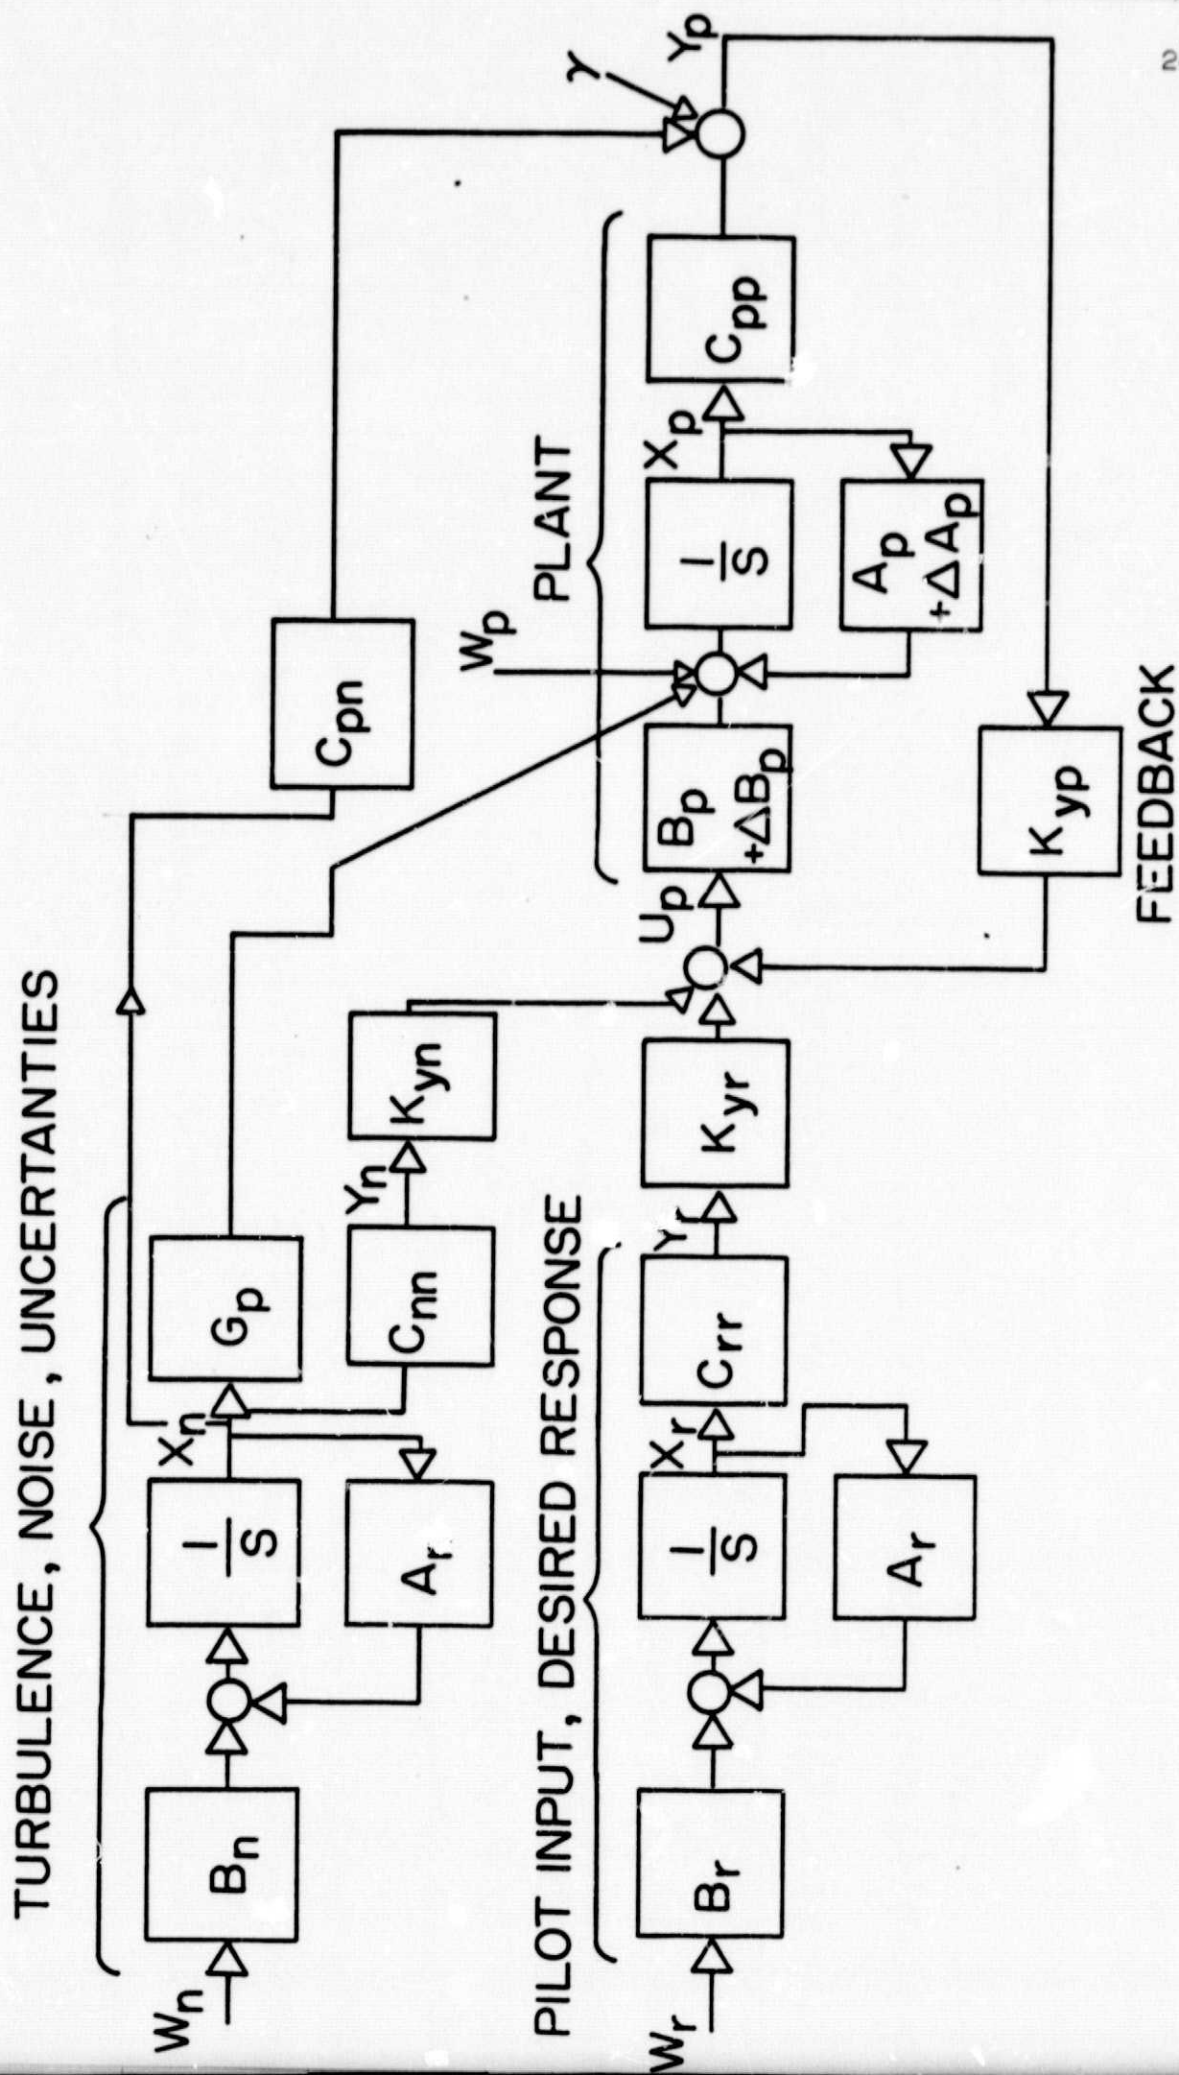 TURBULENCE, NOISE, UNCERTANTIES
Wn
Bn
1
S
Xn
Gp
Ar
Cnn
Yn
Kyn
Cpn
PILOT INPUT, DESIRED RESPONSE
Wr
Br
1
S
Xr
Crr
Yr
Kyr
Ar
PLANT
Up
Bp
+ΔBp
Wp
1
S
Xp
Cpp
Ap
+ΔAp
γ
Yp
Kyp
FEEDBACK
2